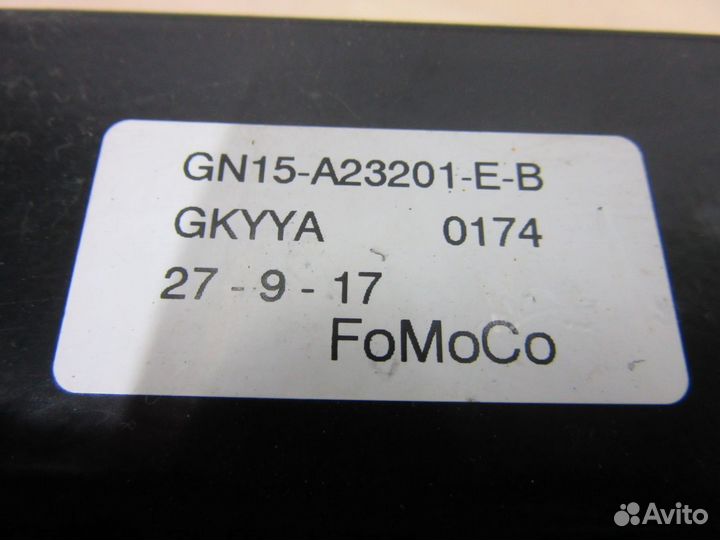 GN15-A23201-E-B
GKYYA 0174
27 - 9 - 17
FoMoCo
Avito